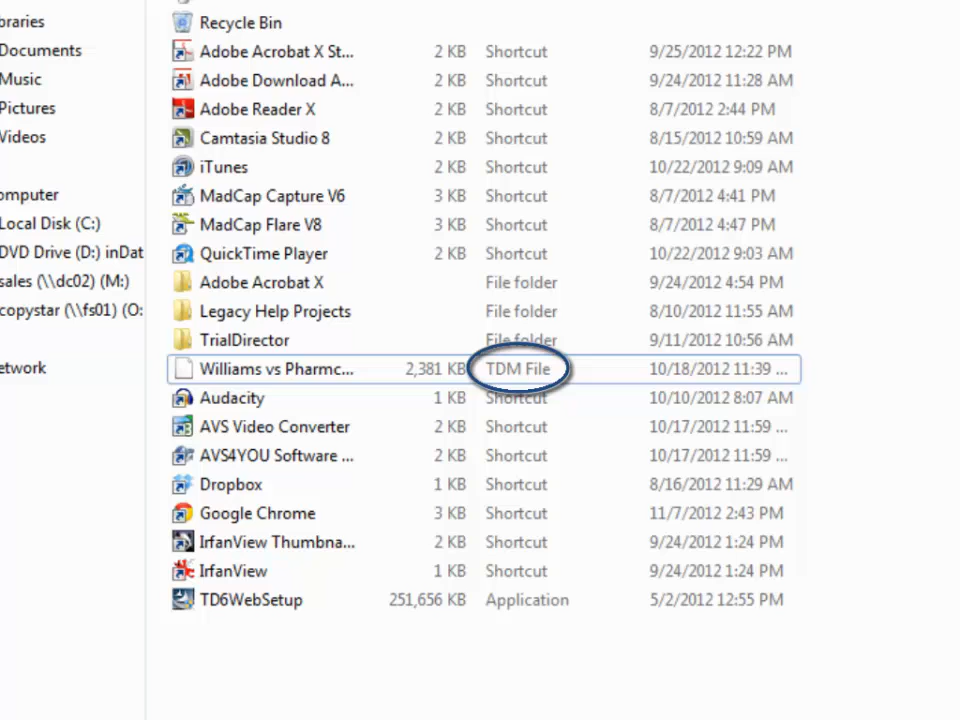 braries
Documents
Music
Pictures
Videos
omputer
Local Disk (C:)
DVD Drive (D:) inDat
sales (\\dc02) (M:)
copystar (\\fs01) (O:
etwork
Recycle Bin
Adobe Acrobat X St... 2 KB Shortcut 9/25/2012 12:22 PM
Adobe Download A... 2 KB Shortcut 9/24/2012 11:28 AM
Adobe Reader X 2 KB Shortcut 8/7/2012 2:44 PM
Camtasia Studio 8 2 KB Shortcut 8/15/2012 10:59 AM
iTunes 2 KB Shortcut 10/22/2012 9:09 AM
MadCap Capture V6 3 KB Shortcut 8/7/2012 4:41 PM
MadCap Flare V8 3 KB Shortcut 8/7/2012 4:47 PM
QuickTime Player 2 KB Shortcut 10/22/2012 9:03 AM
Adobe Acrobat X File folder 9/24/2012 4:54 PM
Legacy Help Projects File folder 8/10/2012 11:55 AM
TrialDirector File folder 9/11/2012 10:56 AM
Williams vs Pharmc... 2,381 KB TDM File 10/18/2012 11:39 ...
Audacity 1 KB Shortcut 10/10/2012 8:07 AM
AVS Video Converter 2 KB Shortcut 10/17/2012 11:59 ...
AVS4YOU Software ... 2 KB Shortcut 10/17/2012 11:59 ...
Dropbox 1 KB Shortcut 8/16/2012 11:29 AM
Google Chrome 3 KB Shortcut 11/7/2012 2:43 PM
IrfanView Thumbna... 2 KB Shortcut 9/24/2012 1:24 PM
IrfanView 1 KB Shortcut 9/24/2012 1:24 PM
TD6WebSetup 251,656 KB Application 5/2/2012 12:55 PM